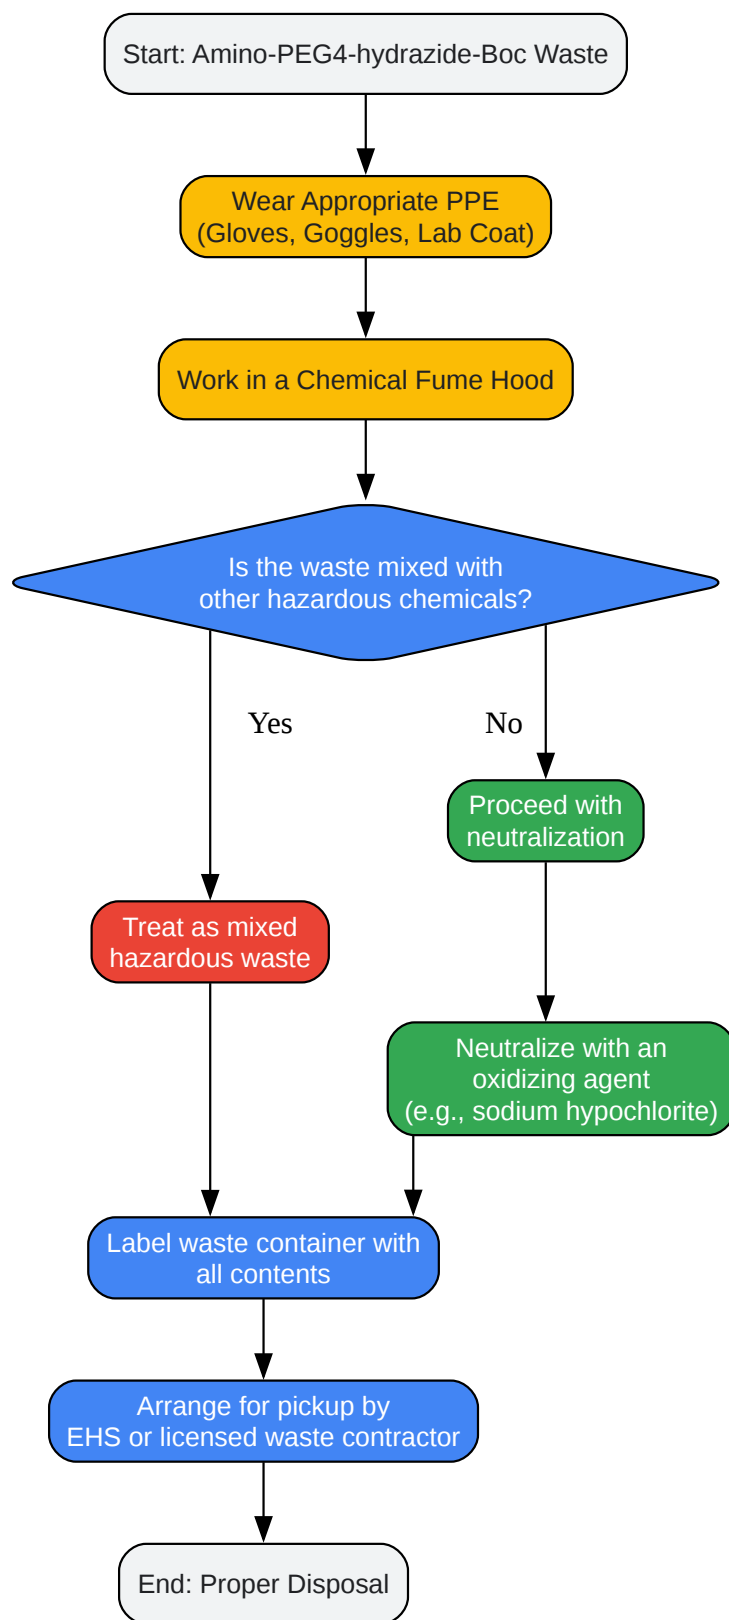 Start: Amino-PEG4-hydrazide-Boc Waste
Wear Appropriate PPE
(Gloves, Goggles, Lab Coat)
Work in a Chemical Fume Hood
Is the waste mixed with
other hazardous chemicals?
Yes
No
Proceed with
neutralization
Treat as mixed
hazardous waste
Neutralize with an
oxidizing agent
(e.g., sodium hypochlorite)
Label waste container with
all contents
Arrange for pickup by
EHS or licensed waste contractor
End: Proper Disposal